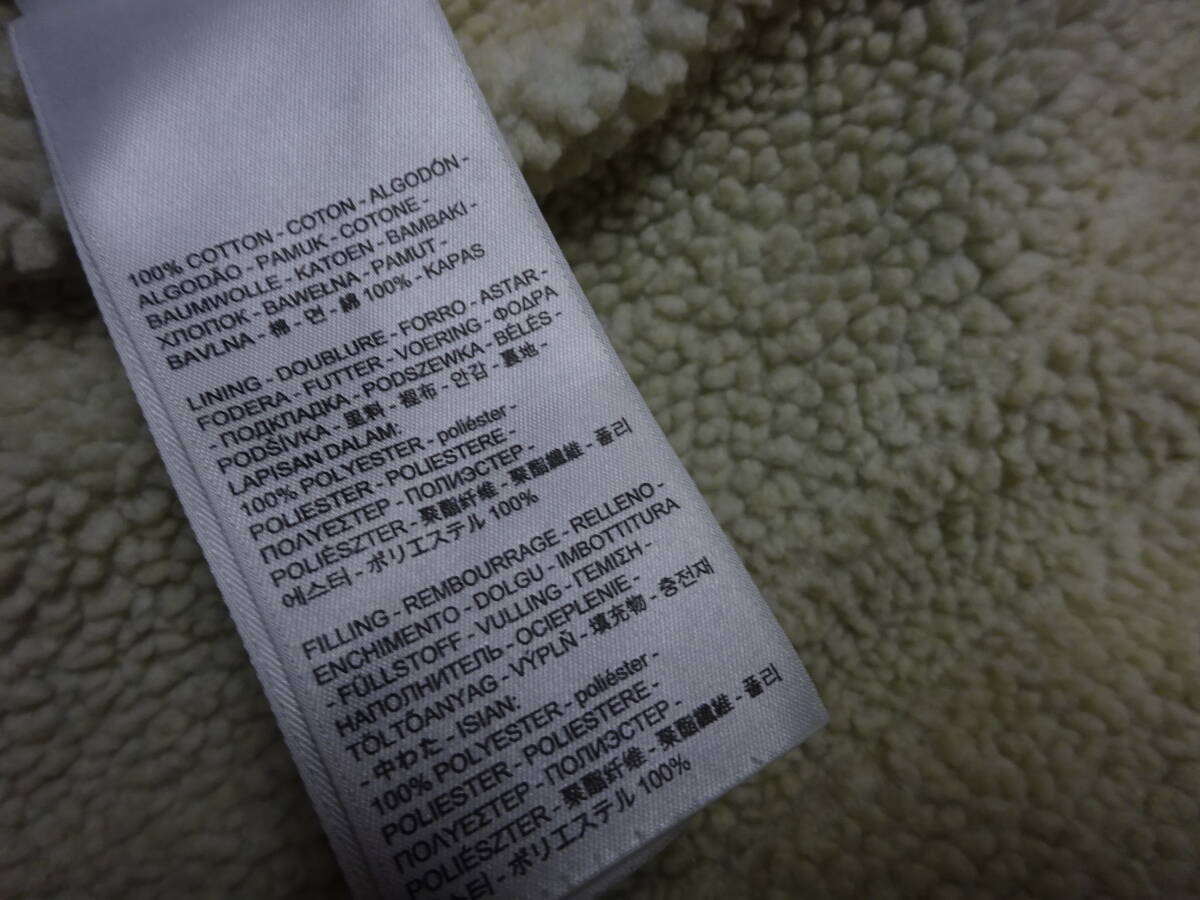 100% COTTON - COTON - ALGODÓN -
ALGODÃO - PAMUK - COTONE -
BAUMWOLLE - KATOEN - BAMBAKI -
ХЛОПОК - BAWEŁNA - PAMUT -
BAVLNA - 棉 - 면 - 綿 100% - KAPAS
LINING - DOUBLURE - FORRO - ASTAR -
FODERA - FUTTER - VOERING - ΦΟΔΡΑ
- ПОДКЛАДКА - PODSZEWKA - BÉLÉS -
PODŠÍVKA - 里料 - 裡布 - 안감 - 裏地 -
LAPISAN DALAM:
100% POLYESTER - poliéster -
POLIESTER - POLIESTERE -
ΠΟΛΥΕΣΤΕΡ - ПОЛИЭСТЕР -
POLIÉSZTER - 聚酯纤维 - 聚酯纖維 - 폴리
에스터 - ポリエステル 100%
FILLING - REMBOURRAGE - RELLENO -
ENCHIMENTO - DOLGU - IMBOTTITURA
- FÜLLSTOFF - VULLING - ΓΕΜΙΣΗ -
НАПОЛНИТЕЛЬ - OCIEPLENIE -
TÖLTŐANYAG - VÝPLŇ - 填充物 - 충전재
- 中わた - ISIAN:
100% POLYESTER - poliéster -
POLIESTER - POLIESTERE -
ΠΟΛΥΕΣΤΕΡ - ПОЛИЭСТЕР -
POLIÉSZTER - 聚酯纤维 - 聚酯纖維 - 폴리
에스터 - ポリエステル 100%